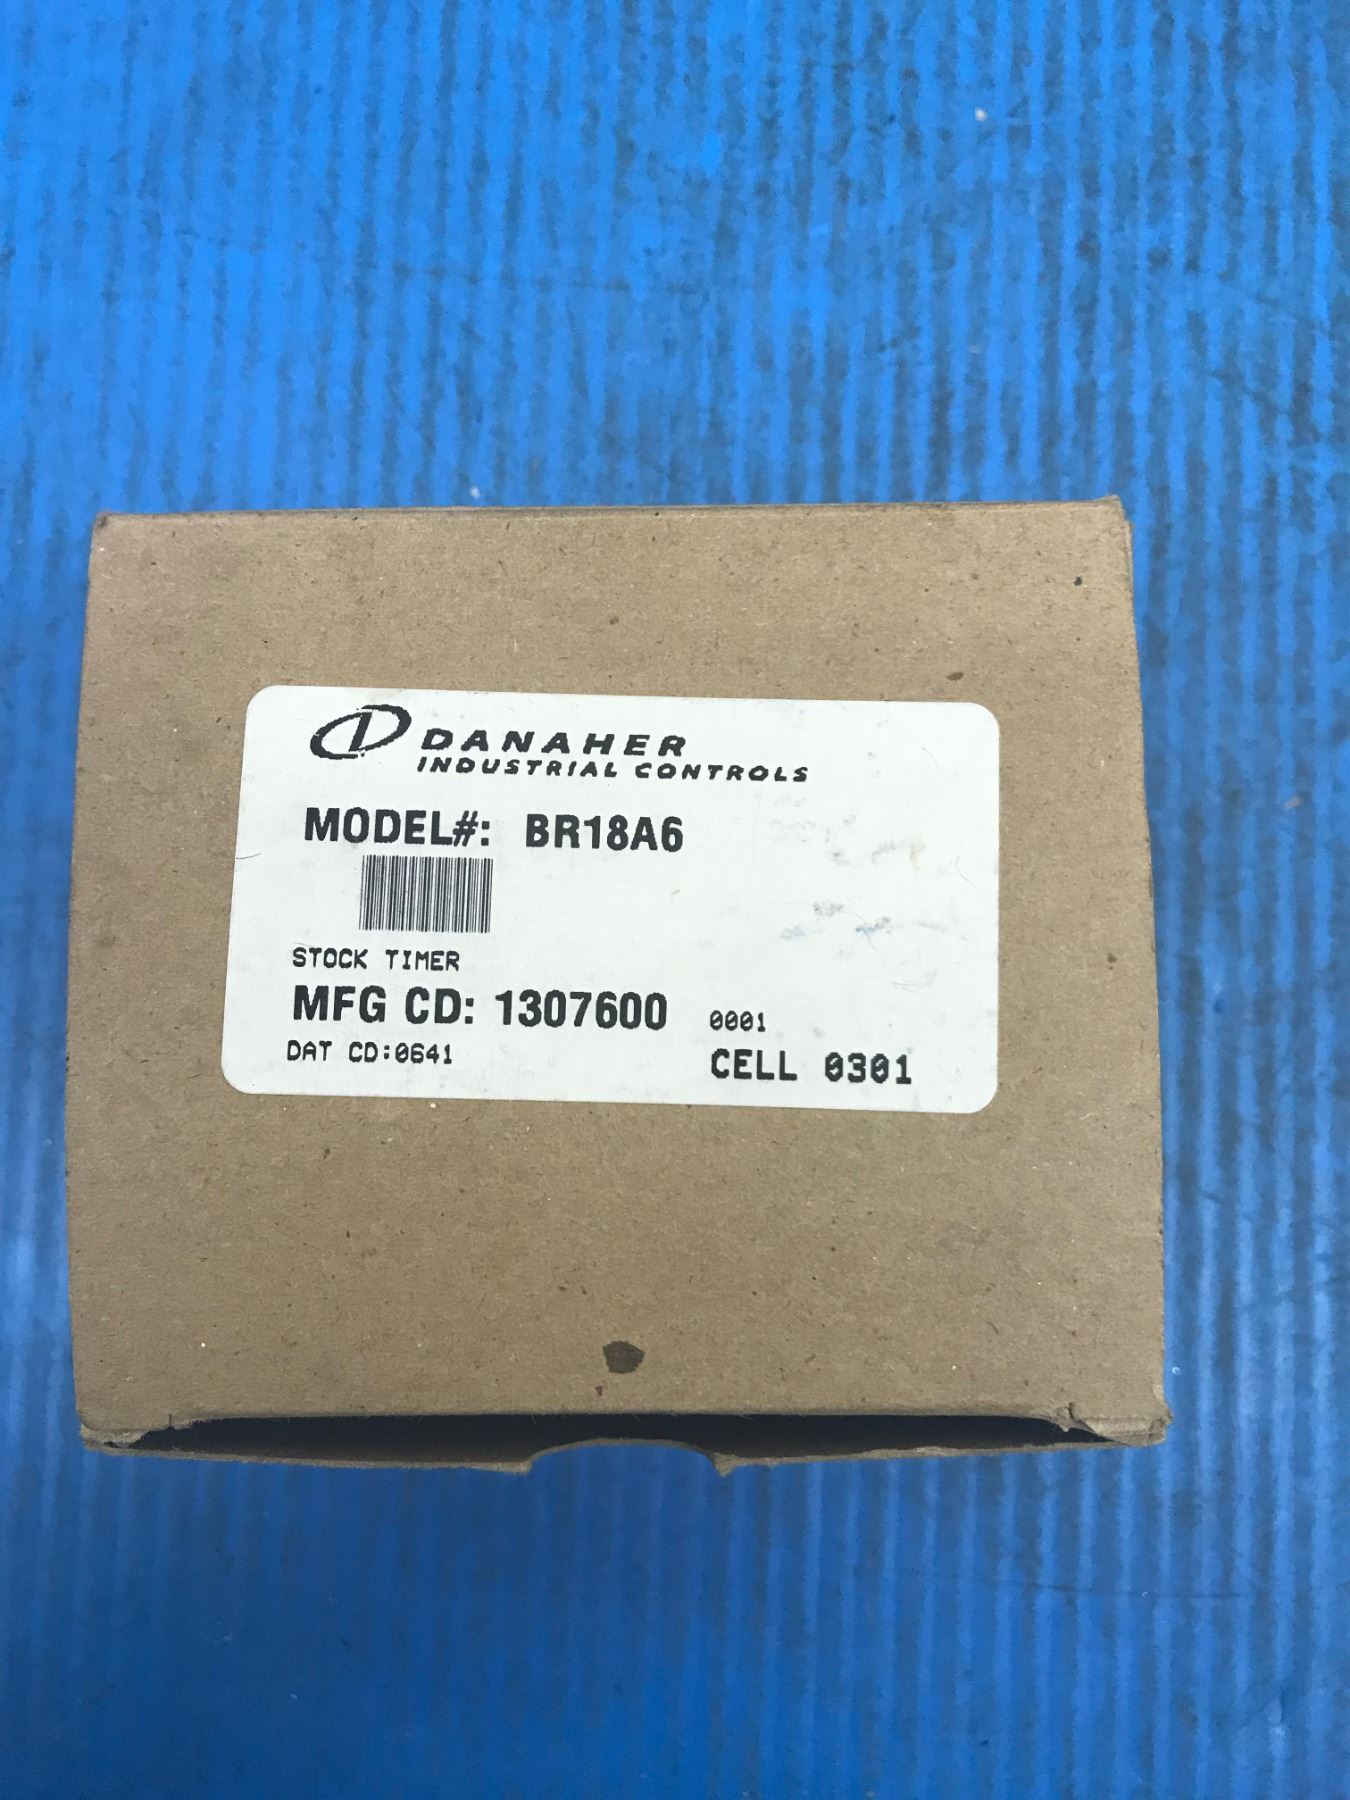 DANAHER
INDUSTRIAL CONTROLS
MODEL#: BR18A6
STOCK TIMER
MFG CD: 1307600 0001
DAT CD:0641
CELL 0301